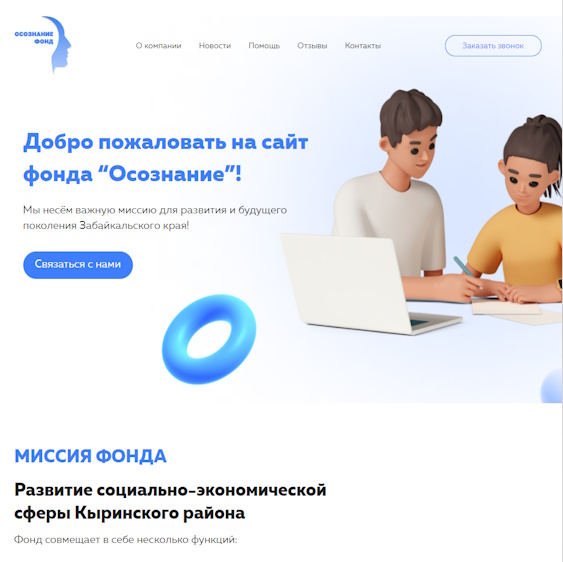 ОСОЗНАНИЕ
ФОНД
О компании Новости Помощь Отзывы Контакты Заказать звонок
Добро пожаловать на сайт
фонда “Осознание”!
Мы несём важную миссию для развития и будущего
поколения Забайкальского края!
Связаться с нами
МИССИЯ ФОНДА
Развитие социально-экономической
сферы Кыринского района
Фонд совмещает в себе несколько функций: